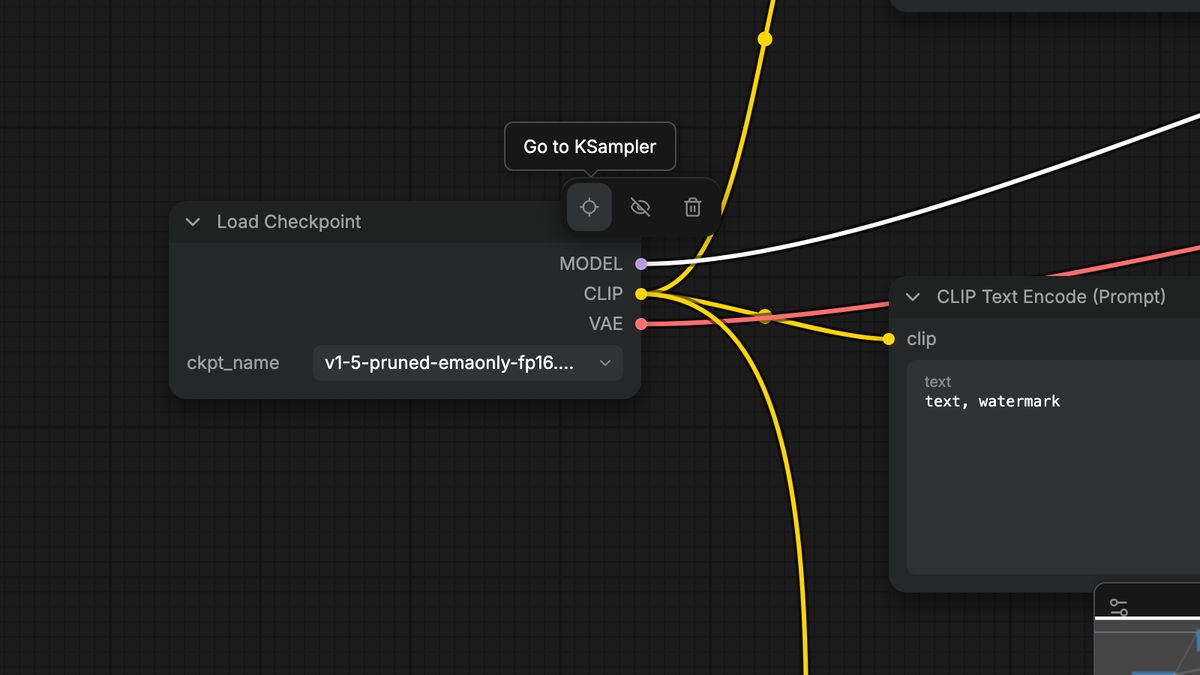 Go to KSampler
Load Checkpoint
MODEL
CLIP
VAE
ckpt_name
v1-5-pruned-emaonly-fp16....
CLIP Text Encode (Prompt)
clip
text
text, watermark